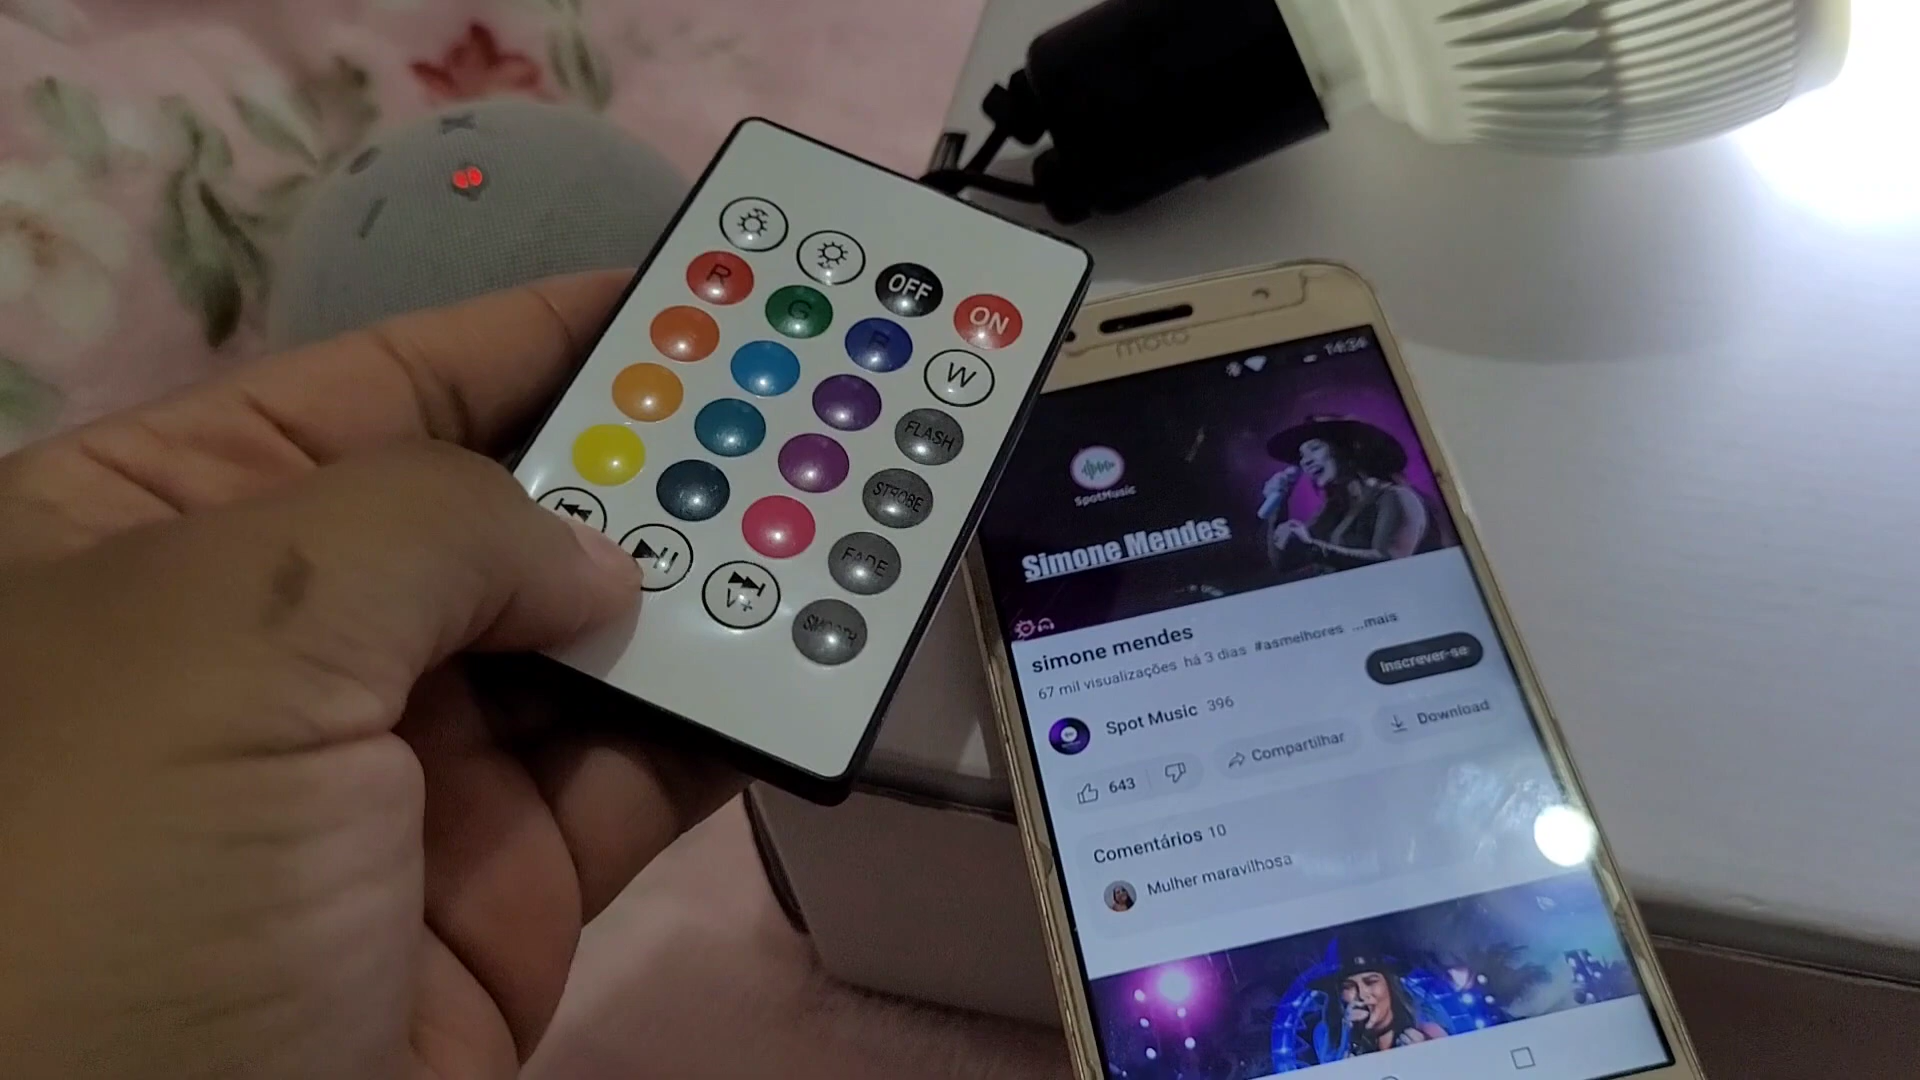 OFF
ON
R
G
B
W
FLASH
STROBE
FADE
SMOOTH
V+
moto
14:34
SpotMusic
Simone Mendes
simone mendes
67 mil visualizações há 3 dias #asmelhores ...mais
Spot Music 396
Inscrever-se
643
Compartilhar
Download
Comentários 10
Mulher maravilhosa